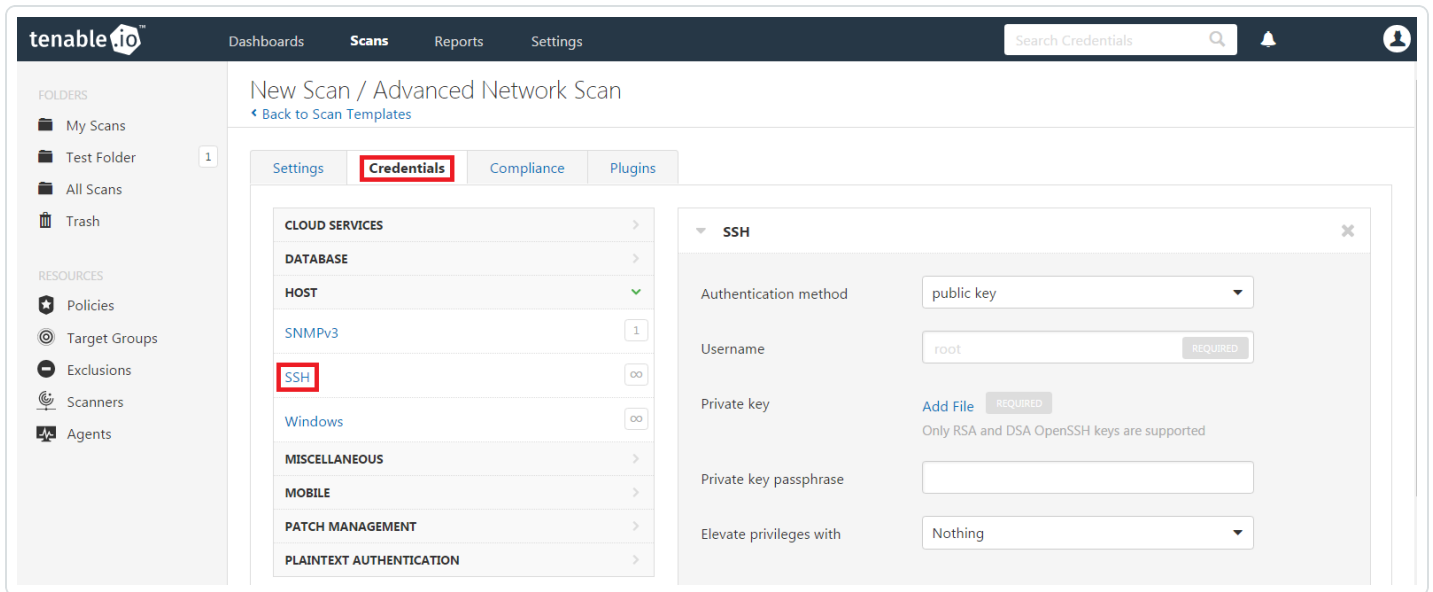 tenable.io™
Dashboards Scans Reports Settings Search Credentials
FOLDERS
My Scans
Test Folder 1
All Scans
Trash
RESOURCES
Policies
Target Groups
Exclusions
Scanners
Agents
New Scan / Advanced Network Scan
Back to Scan Templates
Settings Credentials Compliance Plugins
CLOUD SERVICES
DATABASE
HOST
SNMPv3 1
SSH ∞
Windows ∞
MISCELLANEOUS
MOBILE
PATCH MANAGEMENT
PLAINTEXT AUTHENTICATION
SSH
Authentication method public key
Username root REQUIRED
Private key Add File REQUIRED
Only RSA and DSA OpenSSH keys are supported
Private key passphrase
Elevate privileges with Nothing